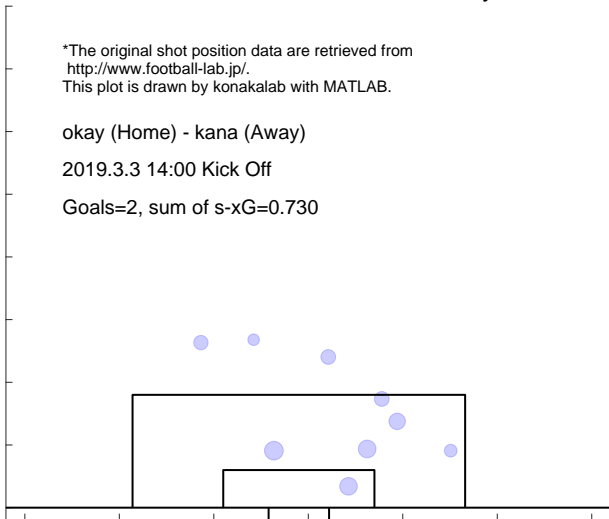 *The original shot position data are retrieved from
http://www.football-lab.jp/.
This plot is drawn by konakalab with MATLAB.
okay (Home) - kana (Away)
2019.3.3 14:00 Kick Off
Goals=2, sum of s-xG=0.730